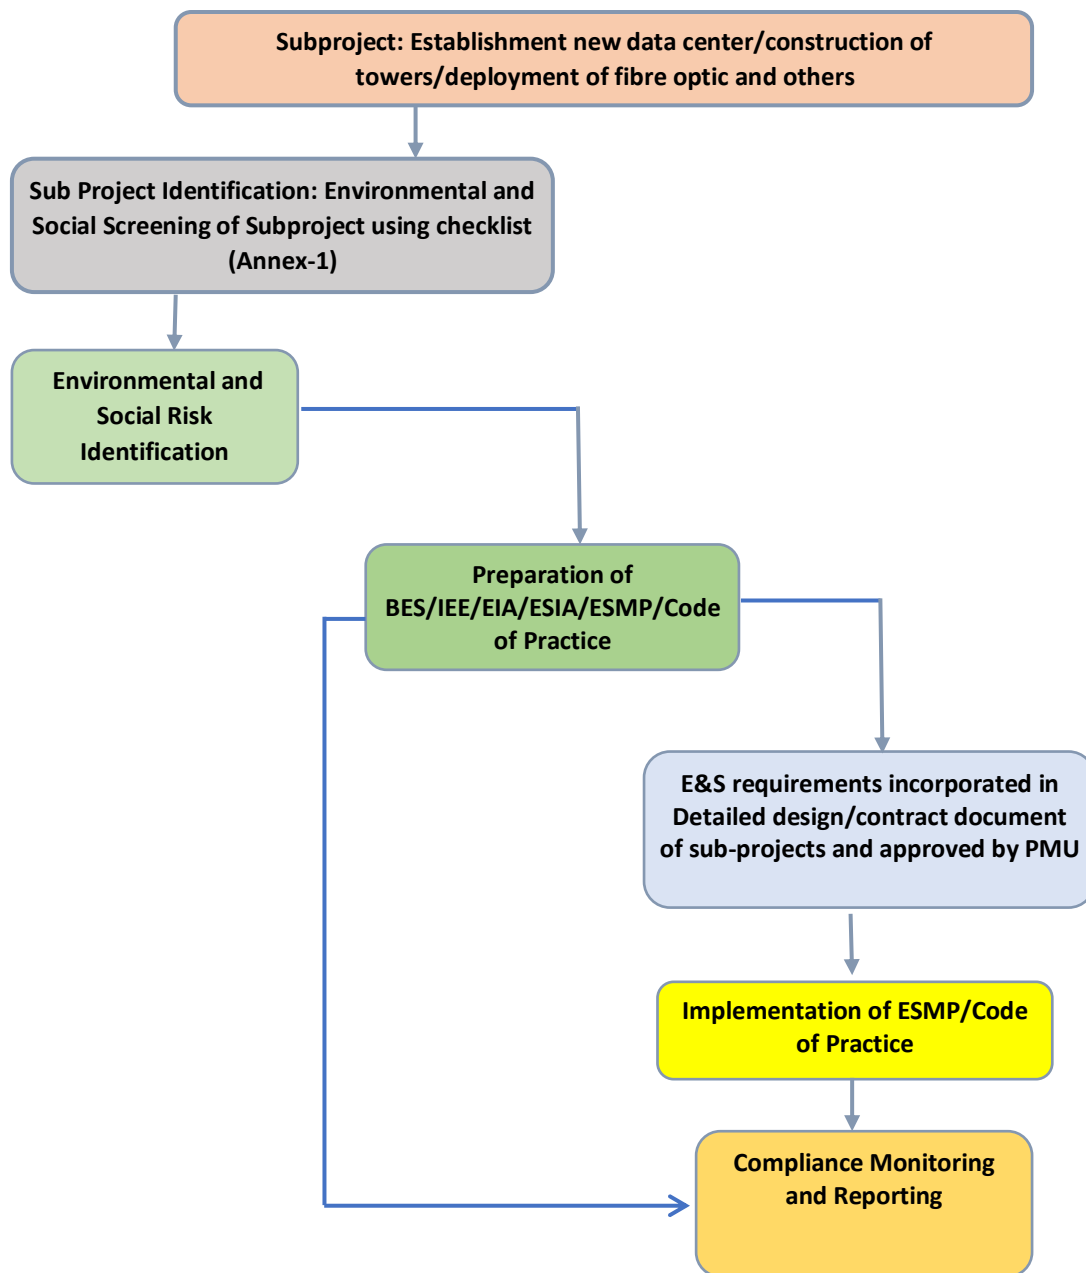 Subproject: Establishment new data center/construction of
towers/deployment of fibre optic and others
Sub Project Identification: Environmental and
Social Screening of Subproject using checklist
(Annex-1)
Environmental and
Social Risk
Identification
Preparation of
BES/IEE/EIA/ESIA/ESMP/Code
of Practice
E&S requirements incorporated in
Detailed design/contract document
of sub-projects and approved by PMU
Implementation of ESMP/Code
of Practice
Compliance Monitoring
and Reporting